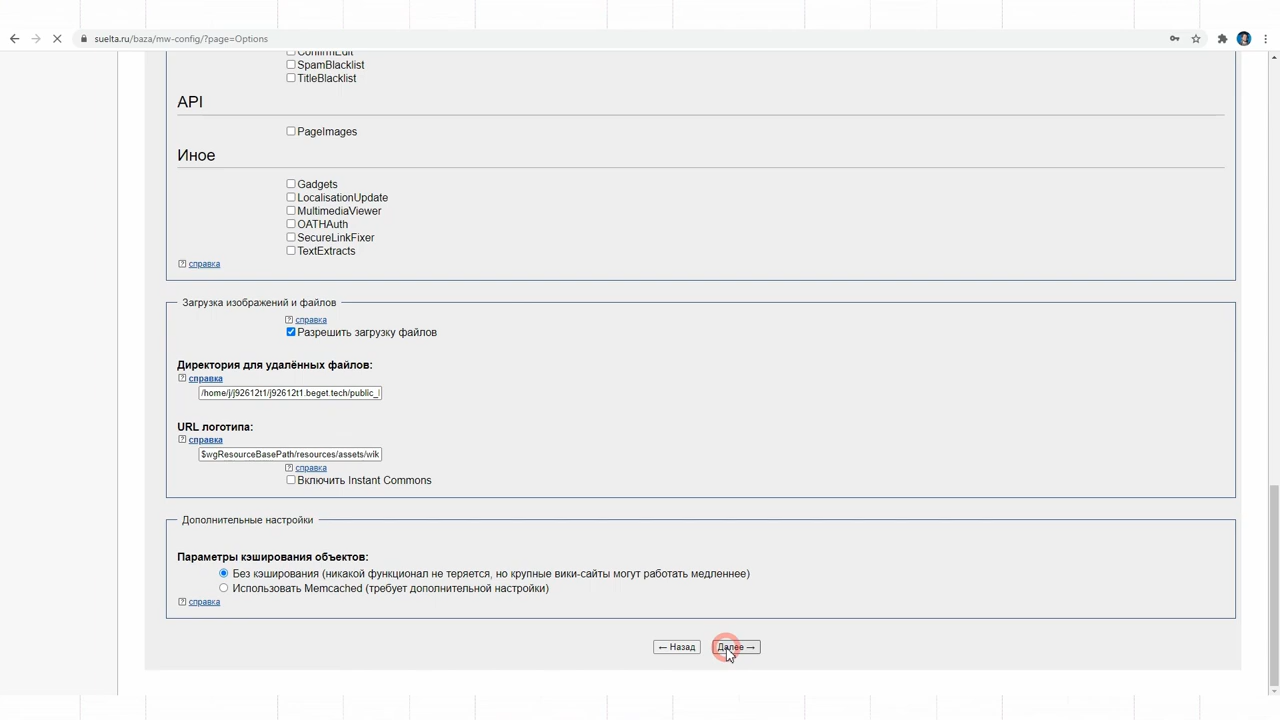 suelta.ru/baza/mw-config/?page=Options
ConfirmEdit
SpamBlacklist
TitleBlacklist
API
PageImages
Иное
Gadgets
LocalisationUpdate
MultimediaViewer
OATHAuth
SecureLinkFixer
TextExtracts
? справка
Загрузка изображений и файлов
? справка
Разрешить загрузку файлов
Директория для удалённых файлов:
? справка
/home/j/j92612t1/j92612t1.beget.tech/public_
URL логотипа:
? справка
$wgResourceBasePath/resources/assets/wik
? справка
Включить Instant Commons
Дополнительные настройки
Параметры кэширования объектов:
Без кэширования (никакой функционал не теряется, но крупные вики-сайты могут работать медленнее)
Использовать Memcached (требует дополнительной настройки)
? справка
← Назад Далее →